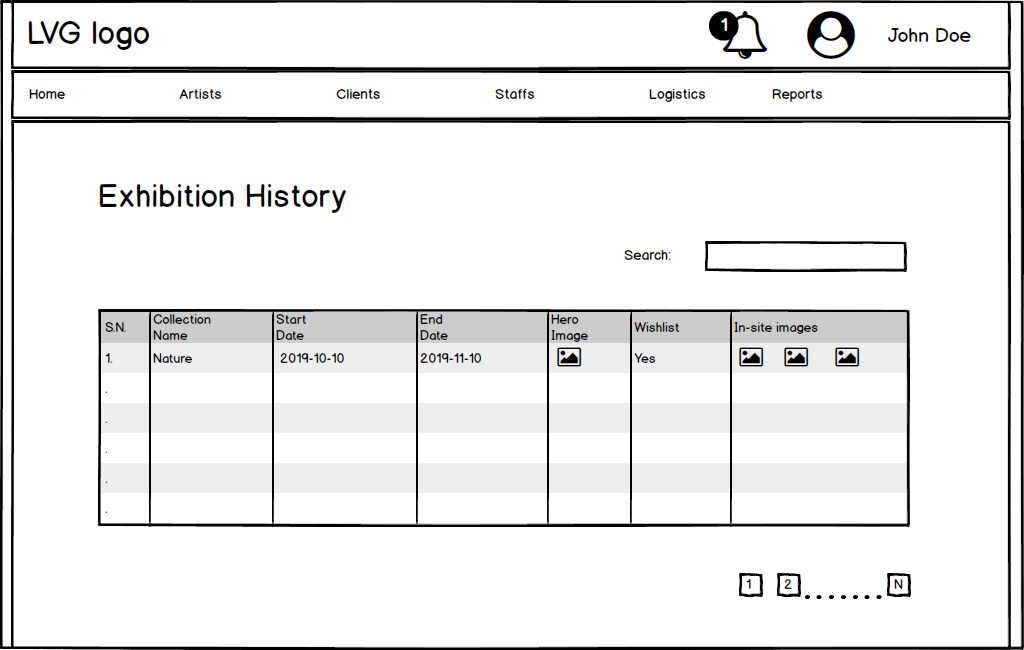 LVG logo
1
John Doe
Home Artists Clients Staffs Logistics Reports
Exhibition History
Search:
S.N. Collection Name Start Date End Date Hero Image Wishlist In-site images
1. Nature 2019-10-10 2019-11-10 Yes
.
.
.
.
.
1 2 ....... N